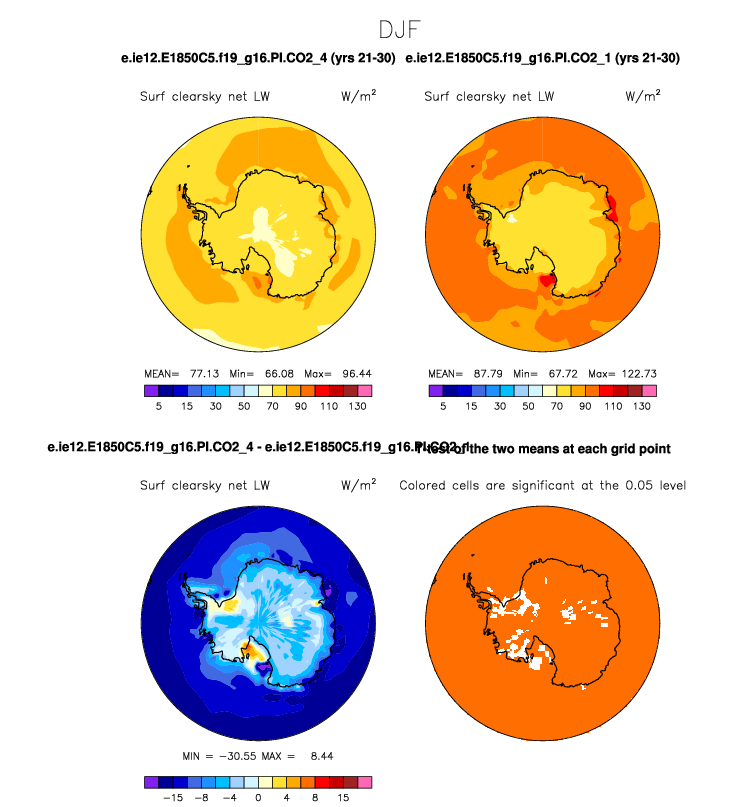 DJF
e.ie12.E1850C5.f19_g16.PI.CO2_4 (yrs 21-30) e.ie12.E1850C5.f19_g16.PI.CO2_1 (yrs 21-30)
Surf clearsky net LW W/m²
Surf clearsky net LW W/m²
MEAN= 77.13 Min= 66.08 Max= 96.44
MEAN= 87.79 Min= 67.72 Max= 122.73
5 15 30 50 70 90 110 130
5 15 30 50 70 90 110 130
e.ie12.E1850C5.f19_g16.PI.CO2_4 - e.ie12.E1850C5.f19_g16.PI.CO2_1
T-test of the two means at each grid point
Surf clearsky net LW W/m²
Colored cells are significant at the 0.05 level
MIN = -30.55 MAX = 8.44
-15 -8 -4 0 4 8 15